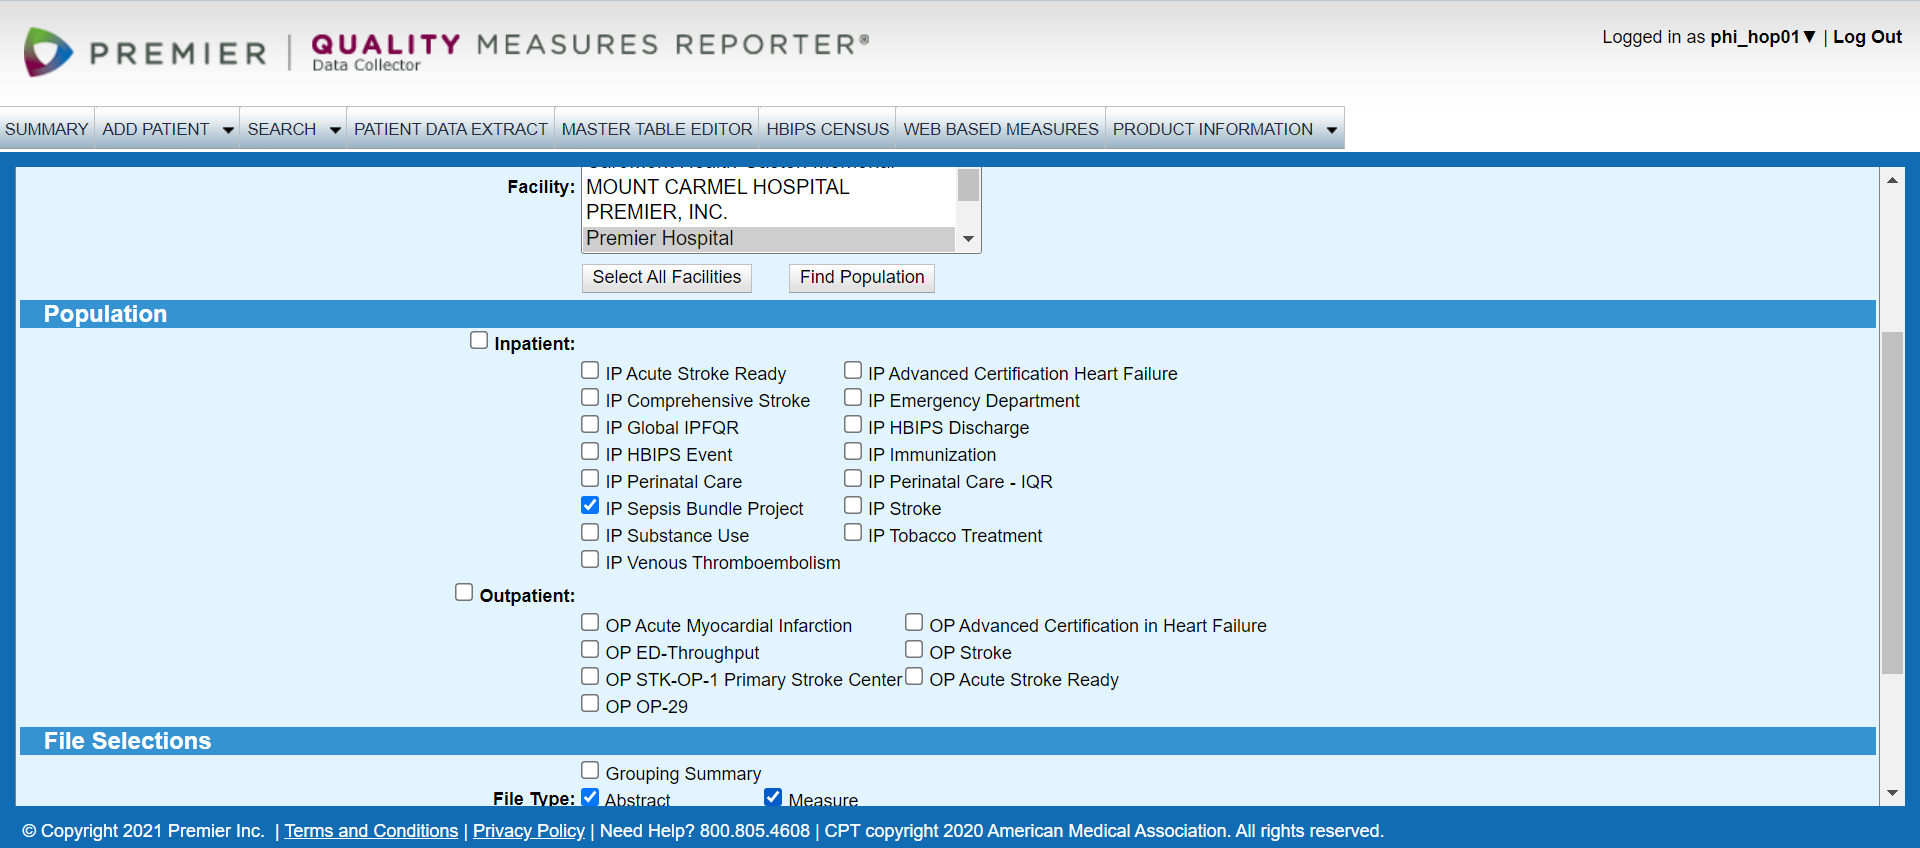 PREMIER | QUALITY MEASURES REPORTER®
Data Collector
Logged in as phi_hop01▼ | Log Out
SUMMARY ADD PATIENT SEARCH PATIENT DATA EXTRACT MASTER TABLE EDITOR HBIPS CENSUS WEB BASED MEASURES PRODUCT INFORMATION
Facility: MOUNT CARMEL HOSPITAL
PREMIER, INC.
Premier Hospital
Select All Facilities Find Population
Population
Inpatient:
IP Acute Stroke Ready IP Advanced Certification Heart Failure
IP Comprehensive Stroke IP Emergency Department
IP Global IPFQR IP HBIPS Discharge
IP HBIPS Event IP Immunization
IP Perinatal Care IP Perinatal Care - IQR
IP Sepsis Bundle Project IP Stroke
IP Substance Use IP Tobacco Treatment
IP Venous Thromboembolism
Outpatient:
OP Acute Myocardial Infarction OP Advanced Certification in Heart Failure
OP ED-Throughput OP Stroke
OP STK-OP-1 Primary Stroke Center OP Acute Stroke Ready
OP OP-29
File Selections
Grouping Summary
File Type: Abstract Measure
© Copyright 2021 Premier Inc. | Terms and Conditions | Privacy Policy | Need Help? 800.805.4608 | CPT copyright 2020 American Medical Association. All rights reserved.